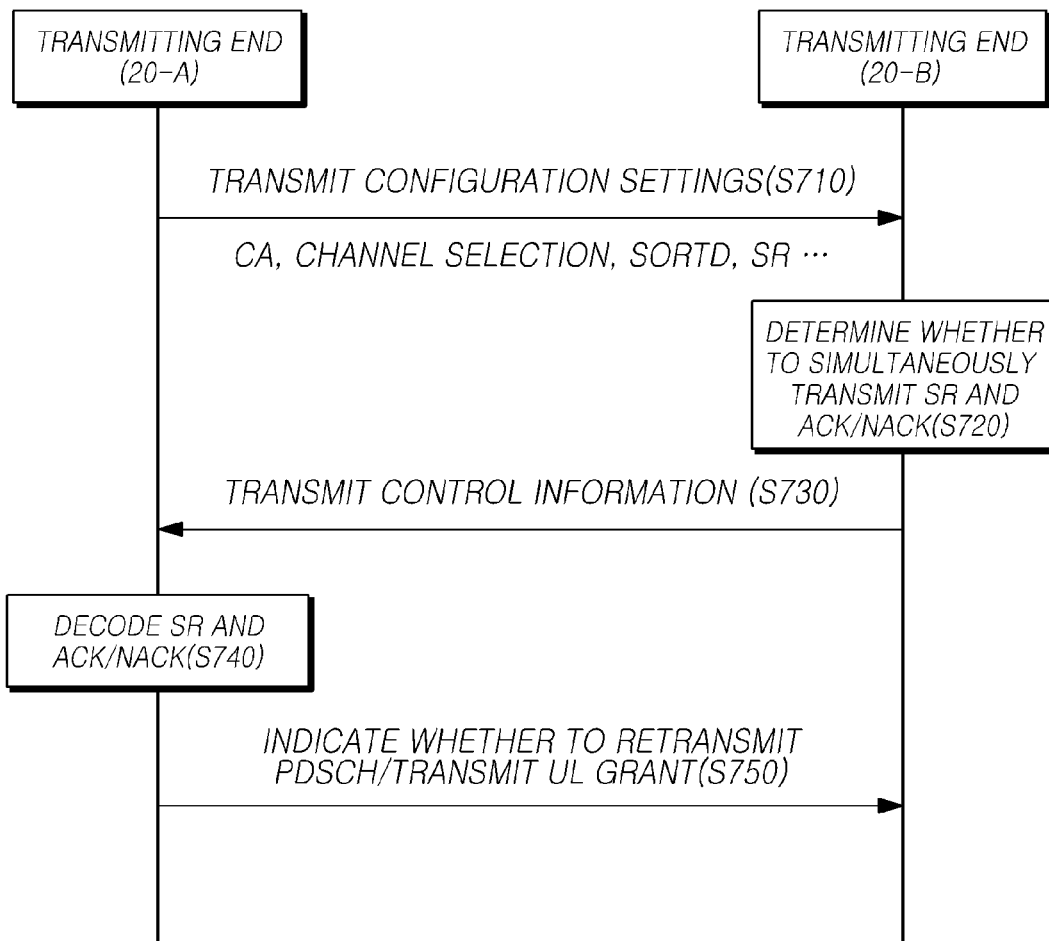 TRANSMITTING END
(20-A)
TRANSMITTING END
(20-B)
TRANSMIT CONFIGURATION SETTINGS(S710)
CA, CHANNEL SELECTION, SORTD, SR ···
DETERMINE WHETHER
TO SIMULTANEOUSLY
TRANSMIT SR AND
ACK/NACK(S720)
TRANSMIT CONTROL INFORMATION (S730)
DECODE SR AND
ACK/NACK(S740)
INDICATE WHETHER TO RETRANSMIT
PDSCH/TRANSMIT UL GRANT(S750)